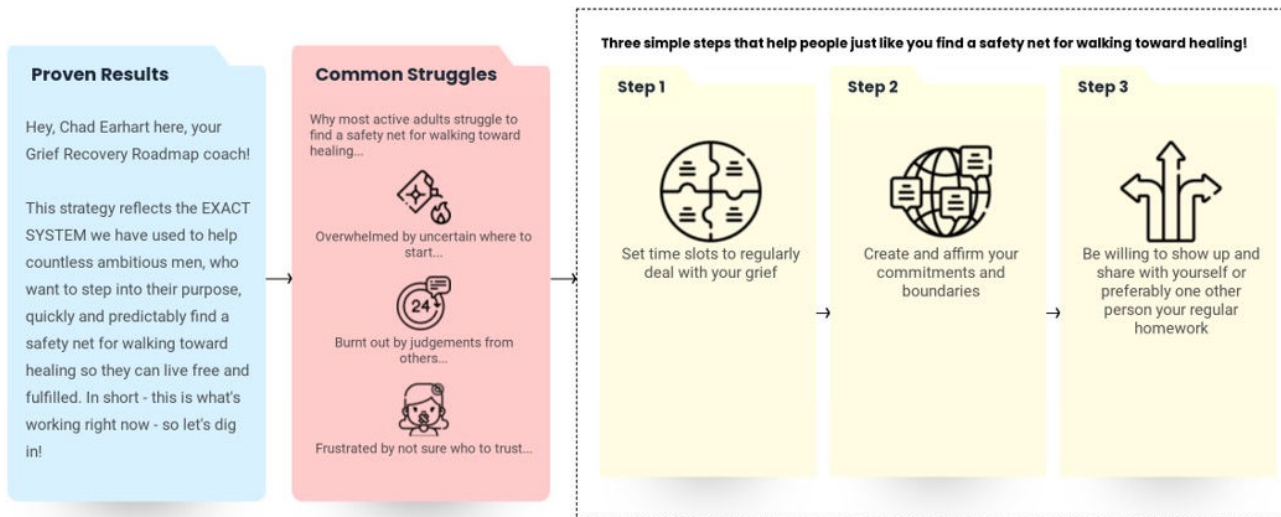 Proven Results
Hey, Chad Earhart here, your
Grief Recovery Roadmap coach!
This strategy reflects the EXACT
SYSTEM we have used to help
countless ambitious men, who
want to step into their purpose,
quickly and predictably find a
safety net for walking toward
healing so they can live free and
fulfilled. In short - this is what's
working right now - so let's dig
in!
Common Struggles
Why most active adults struggle to
find a safety net for walking toward
healing...
Overwhelmed by uncertain where to
start...
24
Burnt out by judgements from
others...
Frustrated by not sure who to trust...
Three simple steps that help people just like you find a safety net for walking toward healing!
Step 1
Set time slots to regularly
deal with your grief
Step 2
Create and affirm your
commitments and
boundaries
Step 3
Be willing to show up and
share with yourself or
preferably one other
person your regular
homework